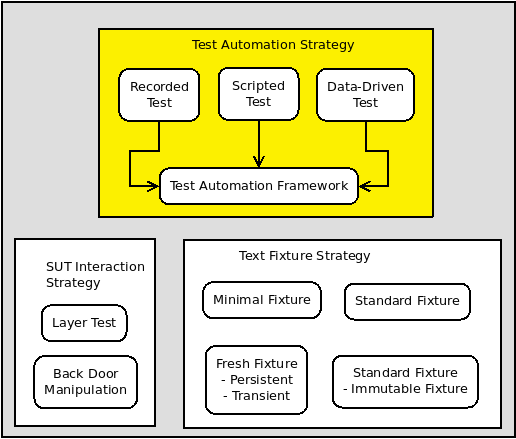 Test Automation Strategy
Recorded
Test
Scripted
Test
Data-Driven
Test
Test Automation Framework
SUT Interaction
Strategy
Layer Test
Back Door
Manipulation
Text Fixture Strategy
Minimal Fixture
Standard Fixture
Fresh Fixture
- Persistent
- Transient
Standard Fixture
- Immutable Fixture